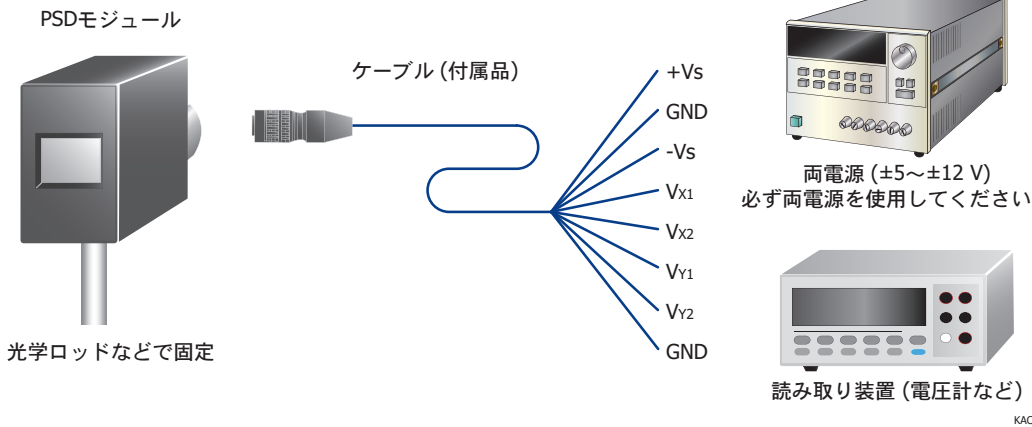 PSDモジュール
ケーブル (付属品)
+Vs
GND
-Vs
VX1
VX2
VY1
VY2
GND
光学ロッドなどで固定
両電源 (±5～±12 V)
必ず両電源を使用してください
読み取り装置 (電圧計など)
KAC